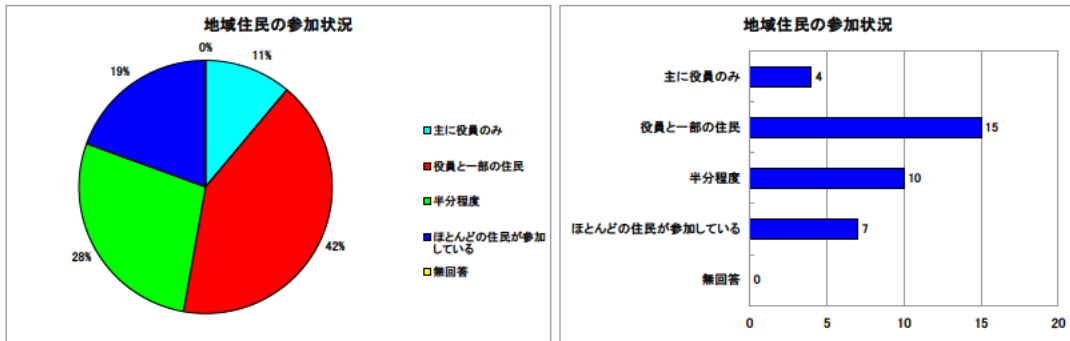 地域住民の参加状況
0%
11%
19%
42%
28%
主に役員のみ
役員と一部の住民
半分程度
ほとんどの住民が参加
している
無回答
地域住民の参加状況
主に役員のみ
4
役員と一部の住民
15
半分程度
10
ほとんどの住民が参加している
7
無回答
0
0 5 10 15 20